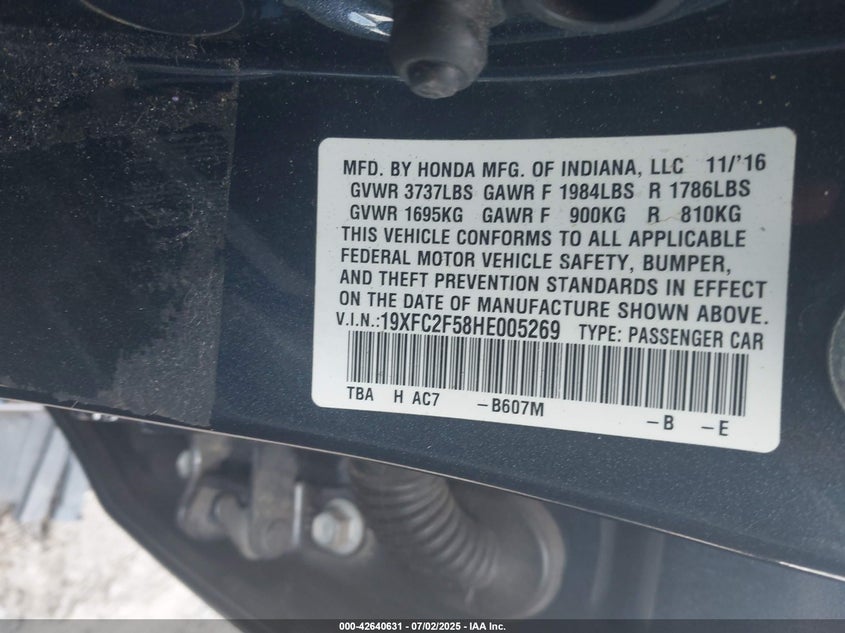 MFD. BY HONDA MFG. OF INDIANA, LLC 11/'16
GVWR 3737LBS GAWR F 1984LBS R 1786LBS
GVWR 1695KG GAWR F 900KG R 810KG
THIS VEHICLE CONFORMS TO ALL APPLICABLE
FEDERAL MOTOR VEHICLE SAFETY, BUMPER,
AND THEFT PREVENTION STANDARDS IN EFFECT
ON THE DATE OF MANUFACTURE SHOWN ABOVE.
V.I.N.:19XFC2F58HE005269 TYPE: PASSENGER CAR
TBA H AC7 -B607M -B -E
000-42640631 - 07/02/2025 - IAA Inc.